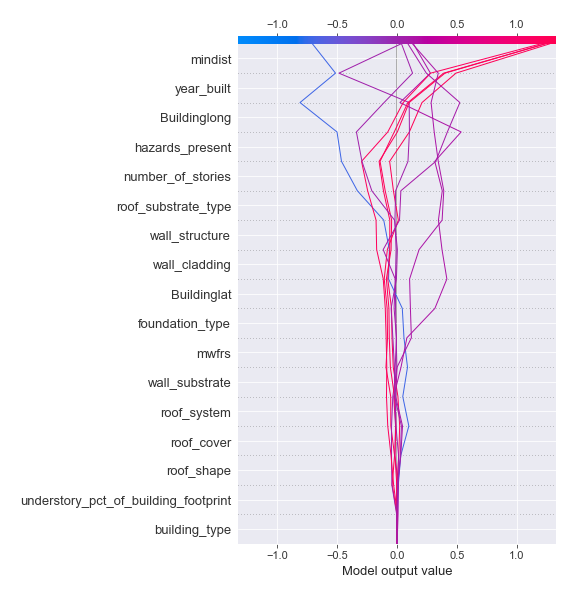 −1.0 −0.5 0.0 0.5 1.0
mindist
year_built
Buildinglong
hazards_present
number_of_stories
roof_substrate_type
wall_structure
wall_cladding
Buildinglat
foundation_type
mwfrs
wall_substrate
roof_system
roof_cover
roof_shape
understory_pct_of_building_footprint
building_type
−1.0 −0.5 0.0 0.5 1.0
Model output value